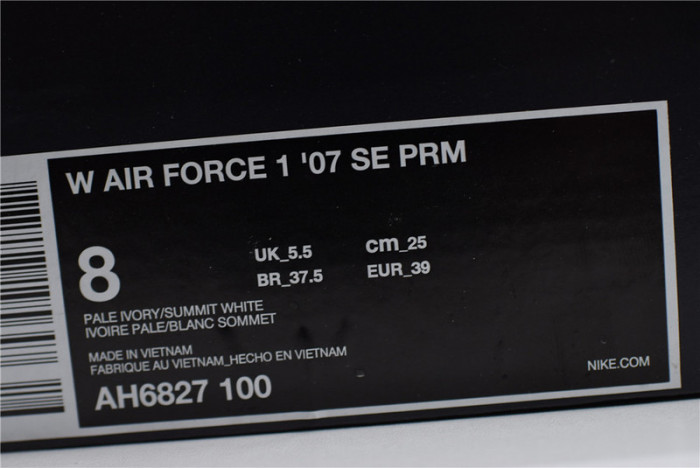 W AIR FORCE 1 '07 SE PRM
8
UK_5.5 cm_25
BR_37.5 EUR_39
PALE IVORY/SUMMIT WHITE
IVOIRE PALE/BLANC SOMMET
MADE IN VIETNAM
FABRIQUE AU VIETNAM_HECHO EN VIETNAM
AH6827 100
NIKE.COM